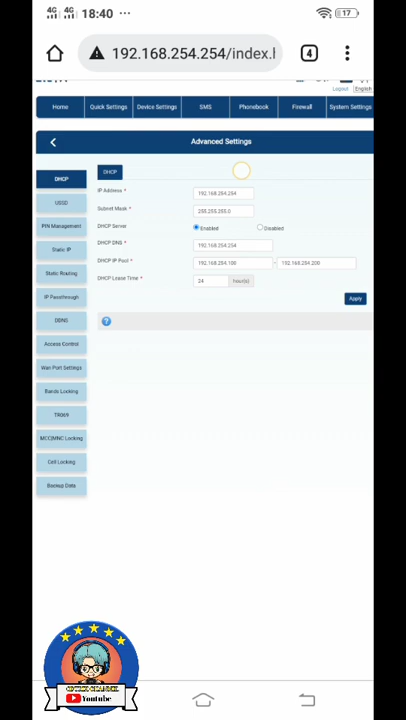 4G 4G 18:40 ... 17
192.168.254.254/index.h 4
Logout English
Home Quick Settings Device Settings SMS Phonebook Firewall System Settings
Advanced Settings
DHCP
USSD
PIN Management
Static IP
Static Routing
IP Passthrough
DDNS
Access Control
Wan Port Settings
Bands Locking
TR069
MCC|MNC Locking
Cell Locking
Backup Data
DHCP
IP Address * 192.168.254.254
Subnet Mask * 255.255.255.0
DHCP Server Enabled Disabled
DHCP DNS * 192.168.254.254
DHCP IP Pool * 192.168.254.100 - 192.168.254.200
DHCP Lease Time * 24 hour(s)
Apply
?
CHANNEL
Youtube